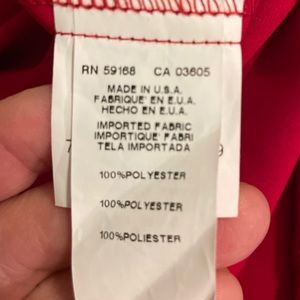 RN 59168 CA 03605
MADE IN U.S.A.
FABRIQUE' EN E.U.A.
HECHO EN E.U.A.
IMPORTED FABRIC
IMPORTIQUE' FABRI
TELA IMPORTADA
100%POLYESTER
100%POLYESTER
100%POLIESTER